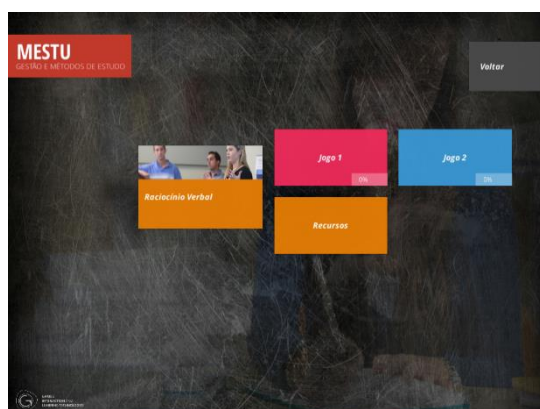 MESTU
GESTÃO E MÉTODOS DE ESTUDO
Voltar
Jogo 1
0%
Jogo 2
0%
Raciocínio Verbal
Recursos